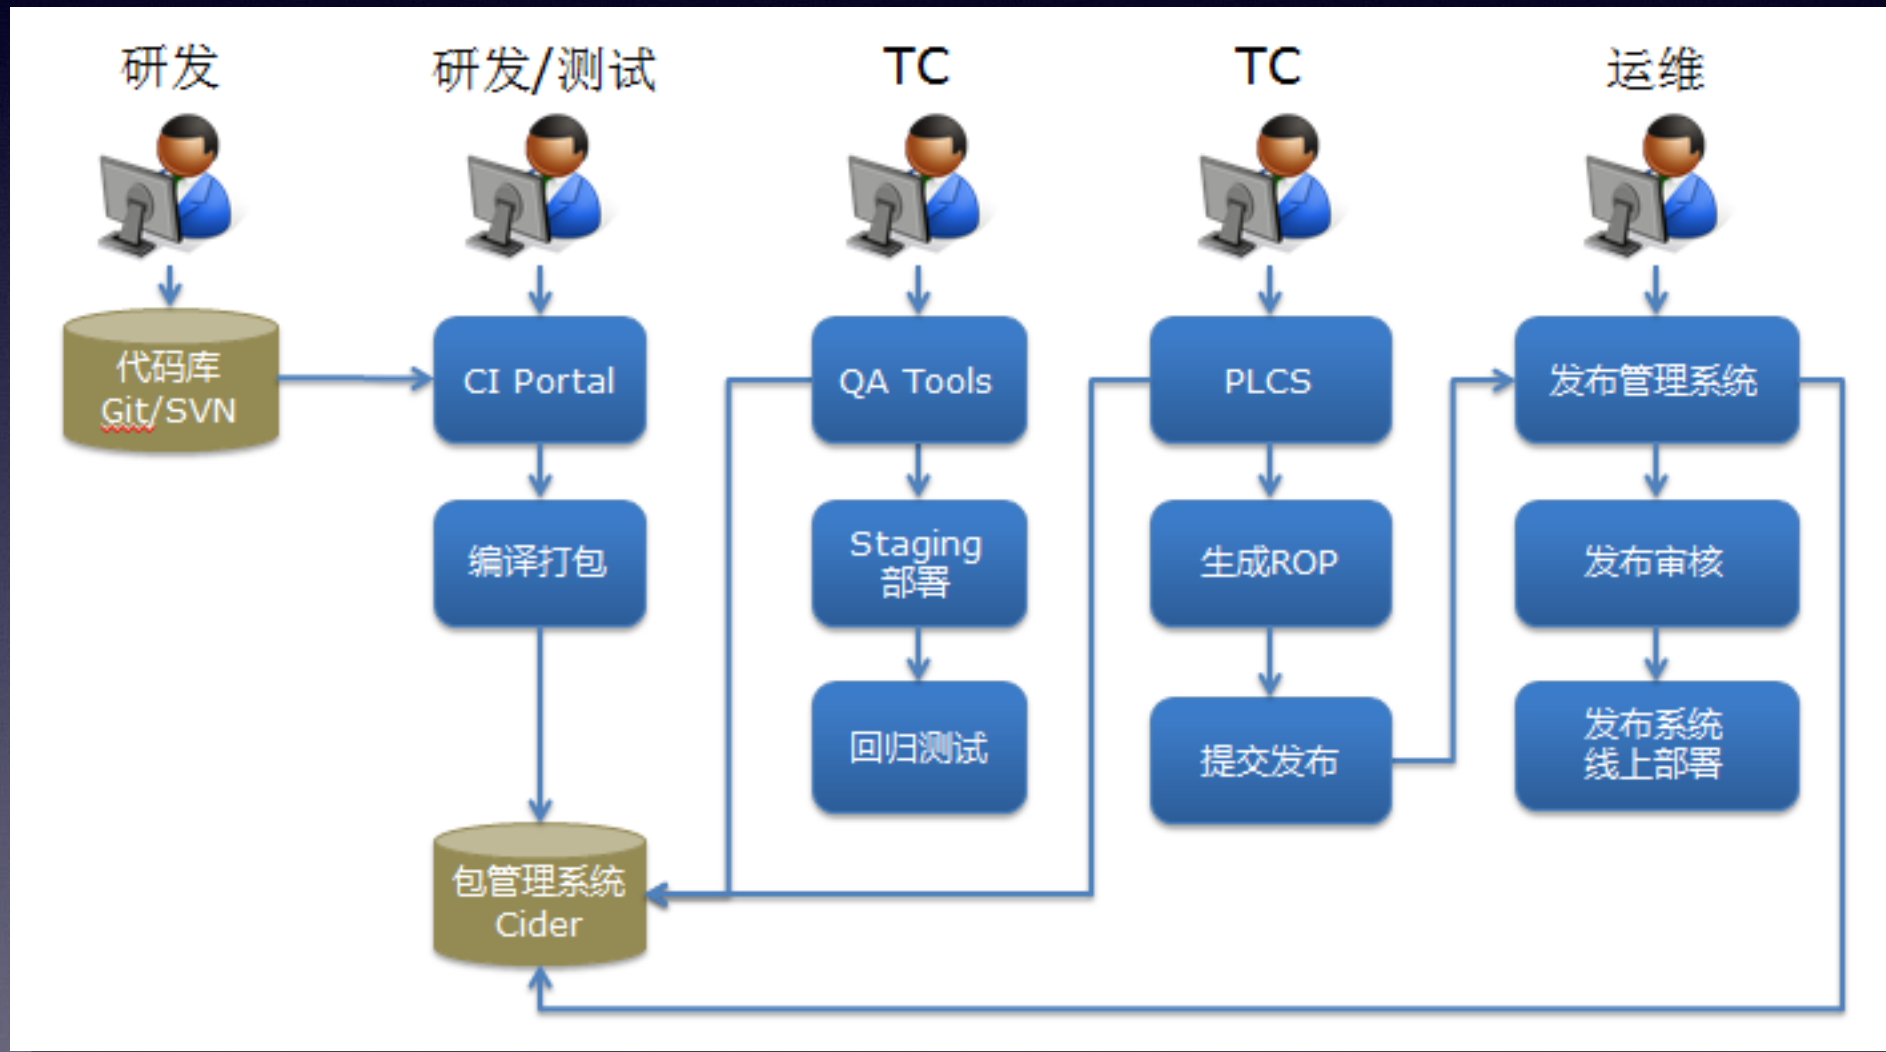 研发
研发/测试
TC
TC
运维
代码库
Git/SVN
CI Portal
QA Tools
PLCS
发布管理系统
编译打包
Staging
部署
生成ROP
发布审核
回归测试
提交发布
发布系统
线上部署
包管理系统
Cider